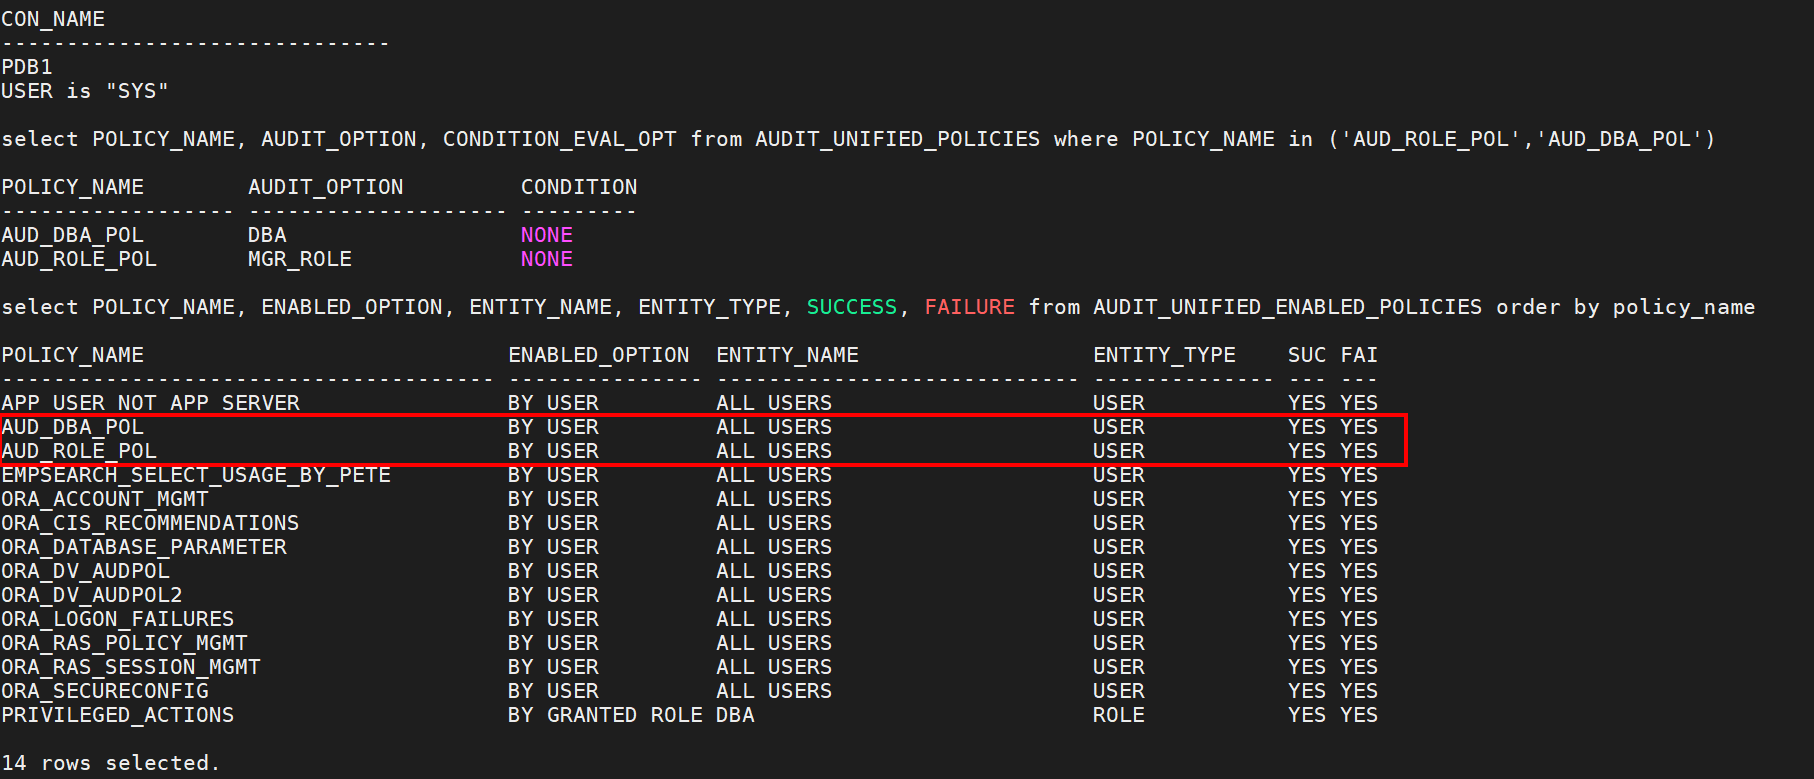 CON_NAME
------------------------------
PDB1
USER is "SYS"
select POLICY_NAME, AUDIT_OPTION, CONDITION_EVAL_OPT from AUDIT_UNIFIED_POLICIES where POLICY_NAME in ('AUD_ROLE_POL','AUD_DBA_POL')
POLICY_NAME        AUDIT_OPTION         CONDITION
------------------ -------------------- ---------
AUD_DBA_POL        DBA                  NONE
AUD_ROLE_POL       MGR_ROLE             NONE
select POLICY_NAME, ENABLED_OPTION, ENTITY_NAME, ENTITY_TYPE, SUCCESS, FAILURE from AUDIT_UNIFIED_ENABLED_POLICIES order by policy_name
POLICY_NAME                            ENABLED_OPTION  ENTITY_NAME                  ENTITY_TYPE    SUC FAI
-------------------------------------- --------------- ---------------------------- -------------- --- ---
APP_USER_NOT_APP_SERVER                BY USER         ALL USERS                    USER           YES YES
AUD_DBA_POL                            BY USER         ALL USERS                    USER           YES YES
AUD_ROLE_POL                           BY USER         ALL USERS                    USER           YES YES
EMPSEARCH_SELECT_USAGE_BY_PETE         BY USER         ALL USERS                    USER           YES YES
ORA_ACCOUNT_MGMT                       BY USER         ALL USERS                    USER           YES YES
ORA_CIS_RECOMMENDATIONS                BY USER         ALL USERS                    USER           YES YES
ORA_DATABASE_PARAMETER                 BY USER         ALL USERS                    USER           YES YES
ORA_DV_AUDPOL                          BY USER         ALL USERS                    USER           YES YES
ORA_DV_AUDPOL2                         BY USER         ALL USERS                    USER           YES YES
ORA_LOGON_FAILURES                     BY USER         ALL USERS                    USER           YES YES
ORA_RAS_POLICY_MGMT                    BY USER         ALL USERS                    USER           YES YES
ORA_RAS_SESSION_MGMT                   BY USER         ALL USERS                    USER           YES YES
ORA_SECURECONFIG                       BY USER         ALL USERS                    USER           YES YES
PRIVILEGED_ACTIONS                     BY GRANTED ROLE DBA                          ROLE           YES YES
14 rows selected.